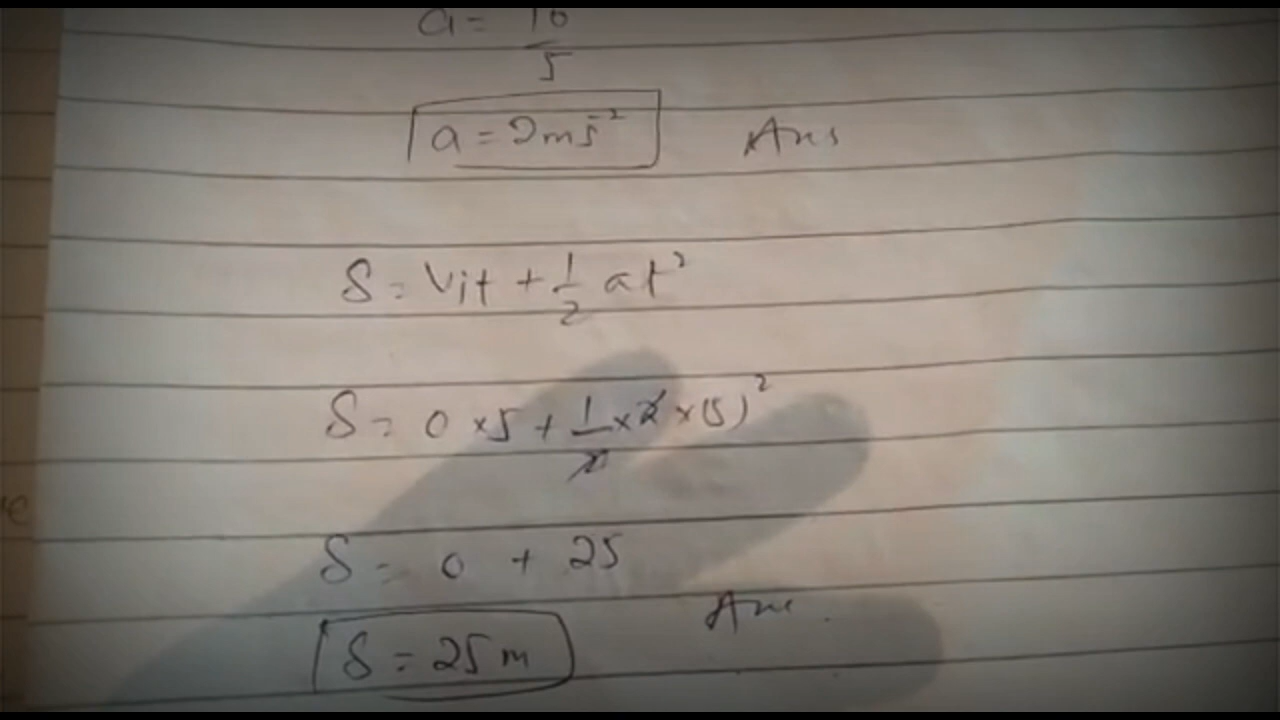 a = 10/5
a = 2ms⁻² Ans
S = Vit + 1/2 at²
S = 0 × 5 + 1/2 × 2 × (5)²
S = 0 + 25
S = 25 m Ans.